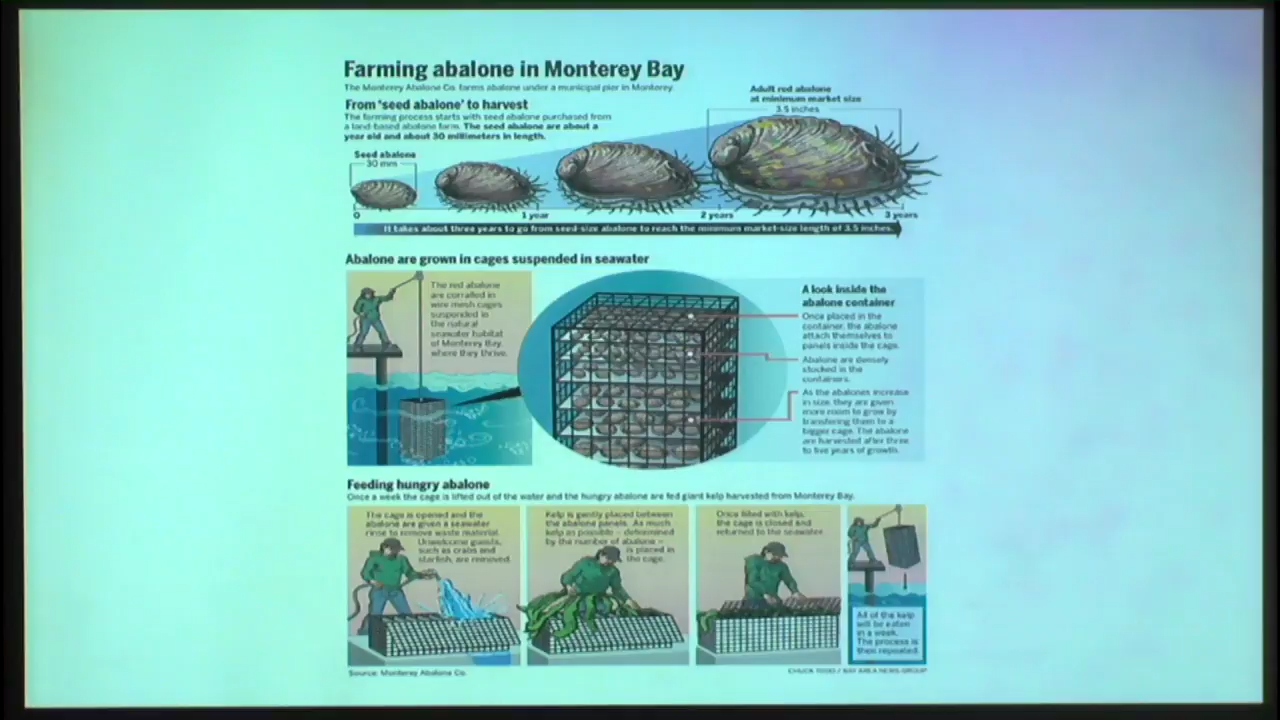 Farming abalone in Monterey Bay
The Monterey Abalone Co. farms abalone under a municipal pier in Monterey.
From ‘seed abalone’ to harvest
The farming process starts with seed abalone purchased from
a land-based abalone farm. The seed abalone are about a
year old and about 30 millimeters in length.
Adult red abalone
at minimum market size
3.5 inches
Seed abalone
30 mm
0
1 year
2 years
3 years
It takes about three years to go from seed-size abalone to reach the minimum market-size length of 3.5 inches.
Abalone are grown in cages suspended in seawater
The red abalone
are corralled in
wire mesh cages
suspended in
the natural
seawater habitat
of Monterey Bay
where they thrive.
A look inside the
abalone container
Once placed in the
container, the abalone
attach themselves to
panels inside the cage.
Abalone are densely
stocked in the
containers.
As the abalones increase
in size, they are given
more room to grow by
transfering them to a
bigger cage. The abalone
are harvested after three
to five years of growth.
Feeding hungry abalone
Once a week the cage is lifted out of the water and the hungry abalone are fed giant kelp harvested from Monterey Bay.
The cage is opened and the
abalone are given a seawater
rinse to remove waste material.
Unwelcome guests,
such as crabs and
starfish, are removed.
Kelp is gently placed between
the abalone panels. As much
kelp as possible – determined
by the number of abalone –
is placed in
the cage.
Once filled with kelp,
the cage is closed and
returned to the seawater.
All of the kelp
will be eaten
in a week.
The process is
then repeated.
Source: Monterey Abalone Co.
CHUCK TODD / BAY AREA NEWS GROUP